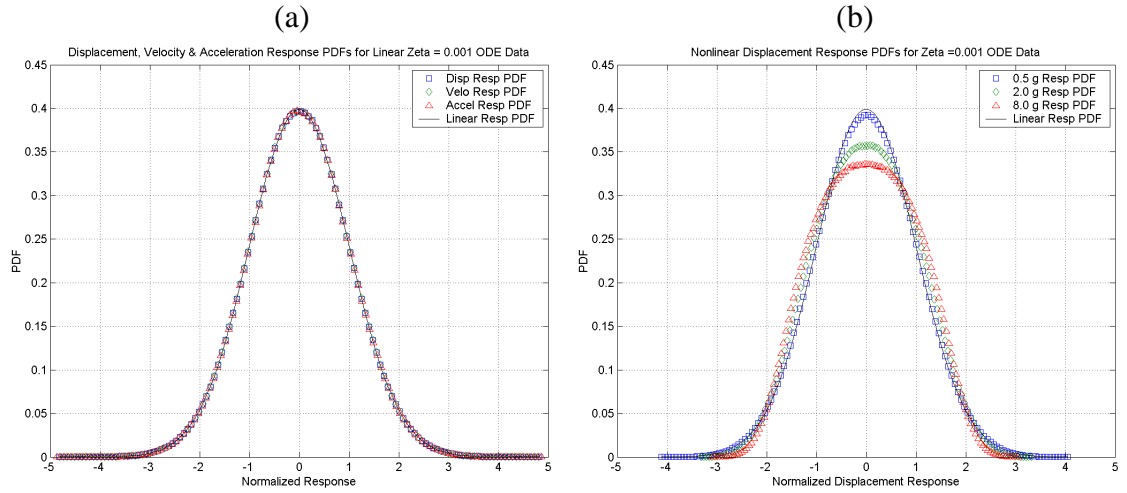 (a)
Displacement, Velocity & Acceleration Response PDFs for Linear Zeta = 0.001 ODE Data
0.45
0.4
0.35
0.3
0.25
0.2
0.15
0.1
0.05
0
PDF
-5 -4 -3 -2 -1 0 1 2 3 4 5
Normalized Response
Disp Resp PDF
Velo Resp PDF
Accel Resp PDF
Linear Resp PDF
(b)
Nonlinear Displacement Response PDFs for Zeta =0.001 ODE Data
0.45
0.4
0.35
0.3
0.25
0.2
0.15
0.1
0.05
0
PDF
-5 -4 -3 -2 -1 0 1 2 3 4 5
Normalized Displacement Response
0.5 g Resp PDF
2.0 g Resp PDF
8.0 g Resp PDF
Linear Resp PDF